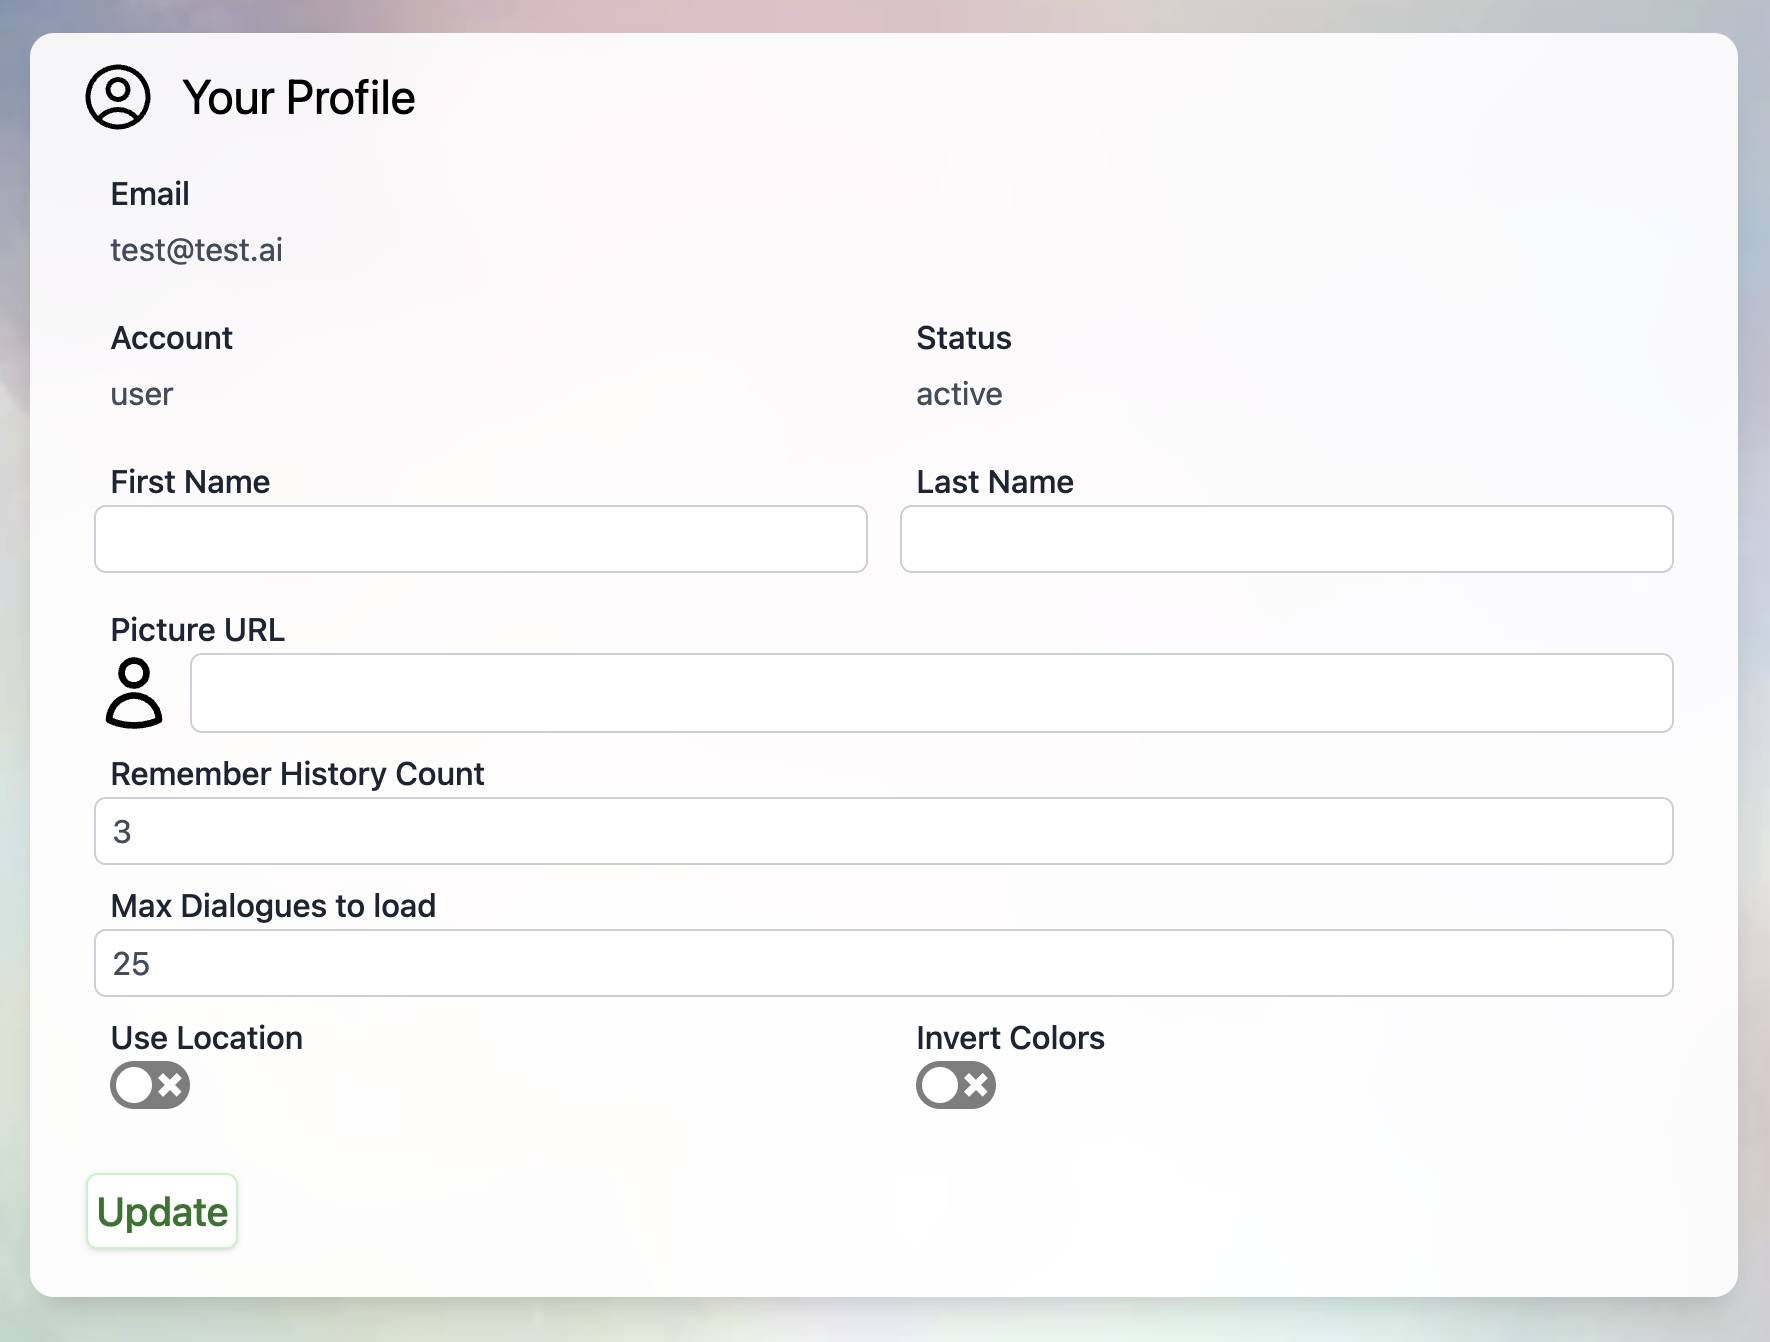 Your Profile
Email
test@test.ai
Account
Status
user
active
First Name
Last Name
Picture URL
Remember History Count
3
Max Dialogues to load
25
Use Location
Invert Colors
Update